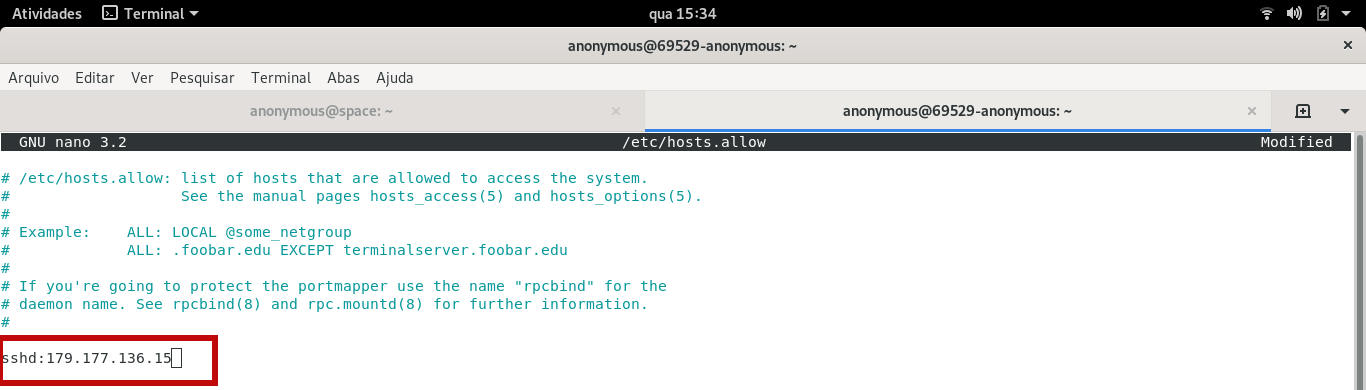 Atividades Terminal qua 15:34
anonymous@69529-anonymous: ~ ×
Arquivo Editar Ver Pesquisar Terminal Abas Ajuda
anonymous@space: ~ × anonymous@69529-anonymous: ~ ×
GNU nano 3.2 /etc/hosts.allow Modified
# /etc/hosts.allow: list of hosts that are allowed to access the system.
# See the manual pages hosts_access(5) and hosts_options(5).
#
# Example: ALL: LOCAL @some_netgroup
# ALL: .foobar.edu EXCEPT terminalserver.foobar.edu
#
# If you're going to protect the portmapper use the name "rpcbind" for the
# daemon name. See rpcbind(8) and rpc.mountd(8) for further information.
#
sshd:179.177.136.15